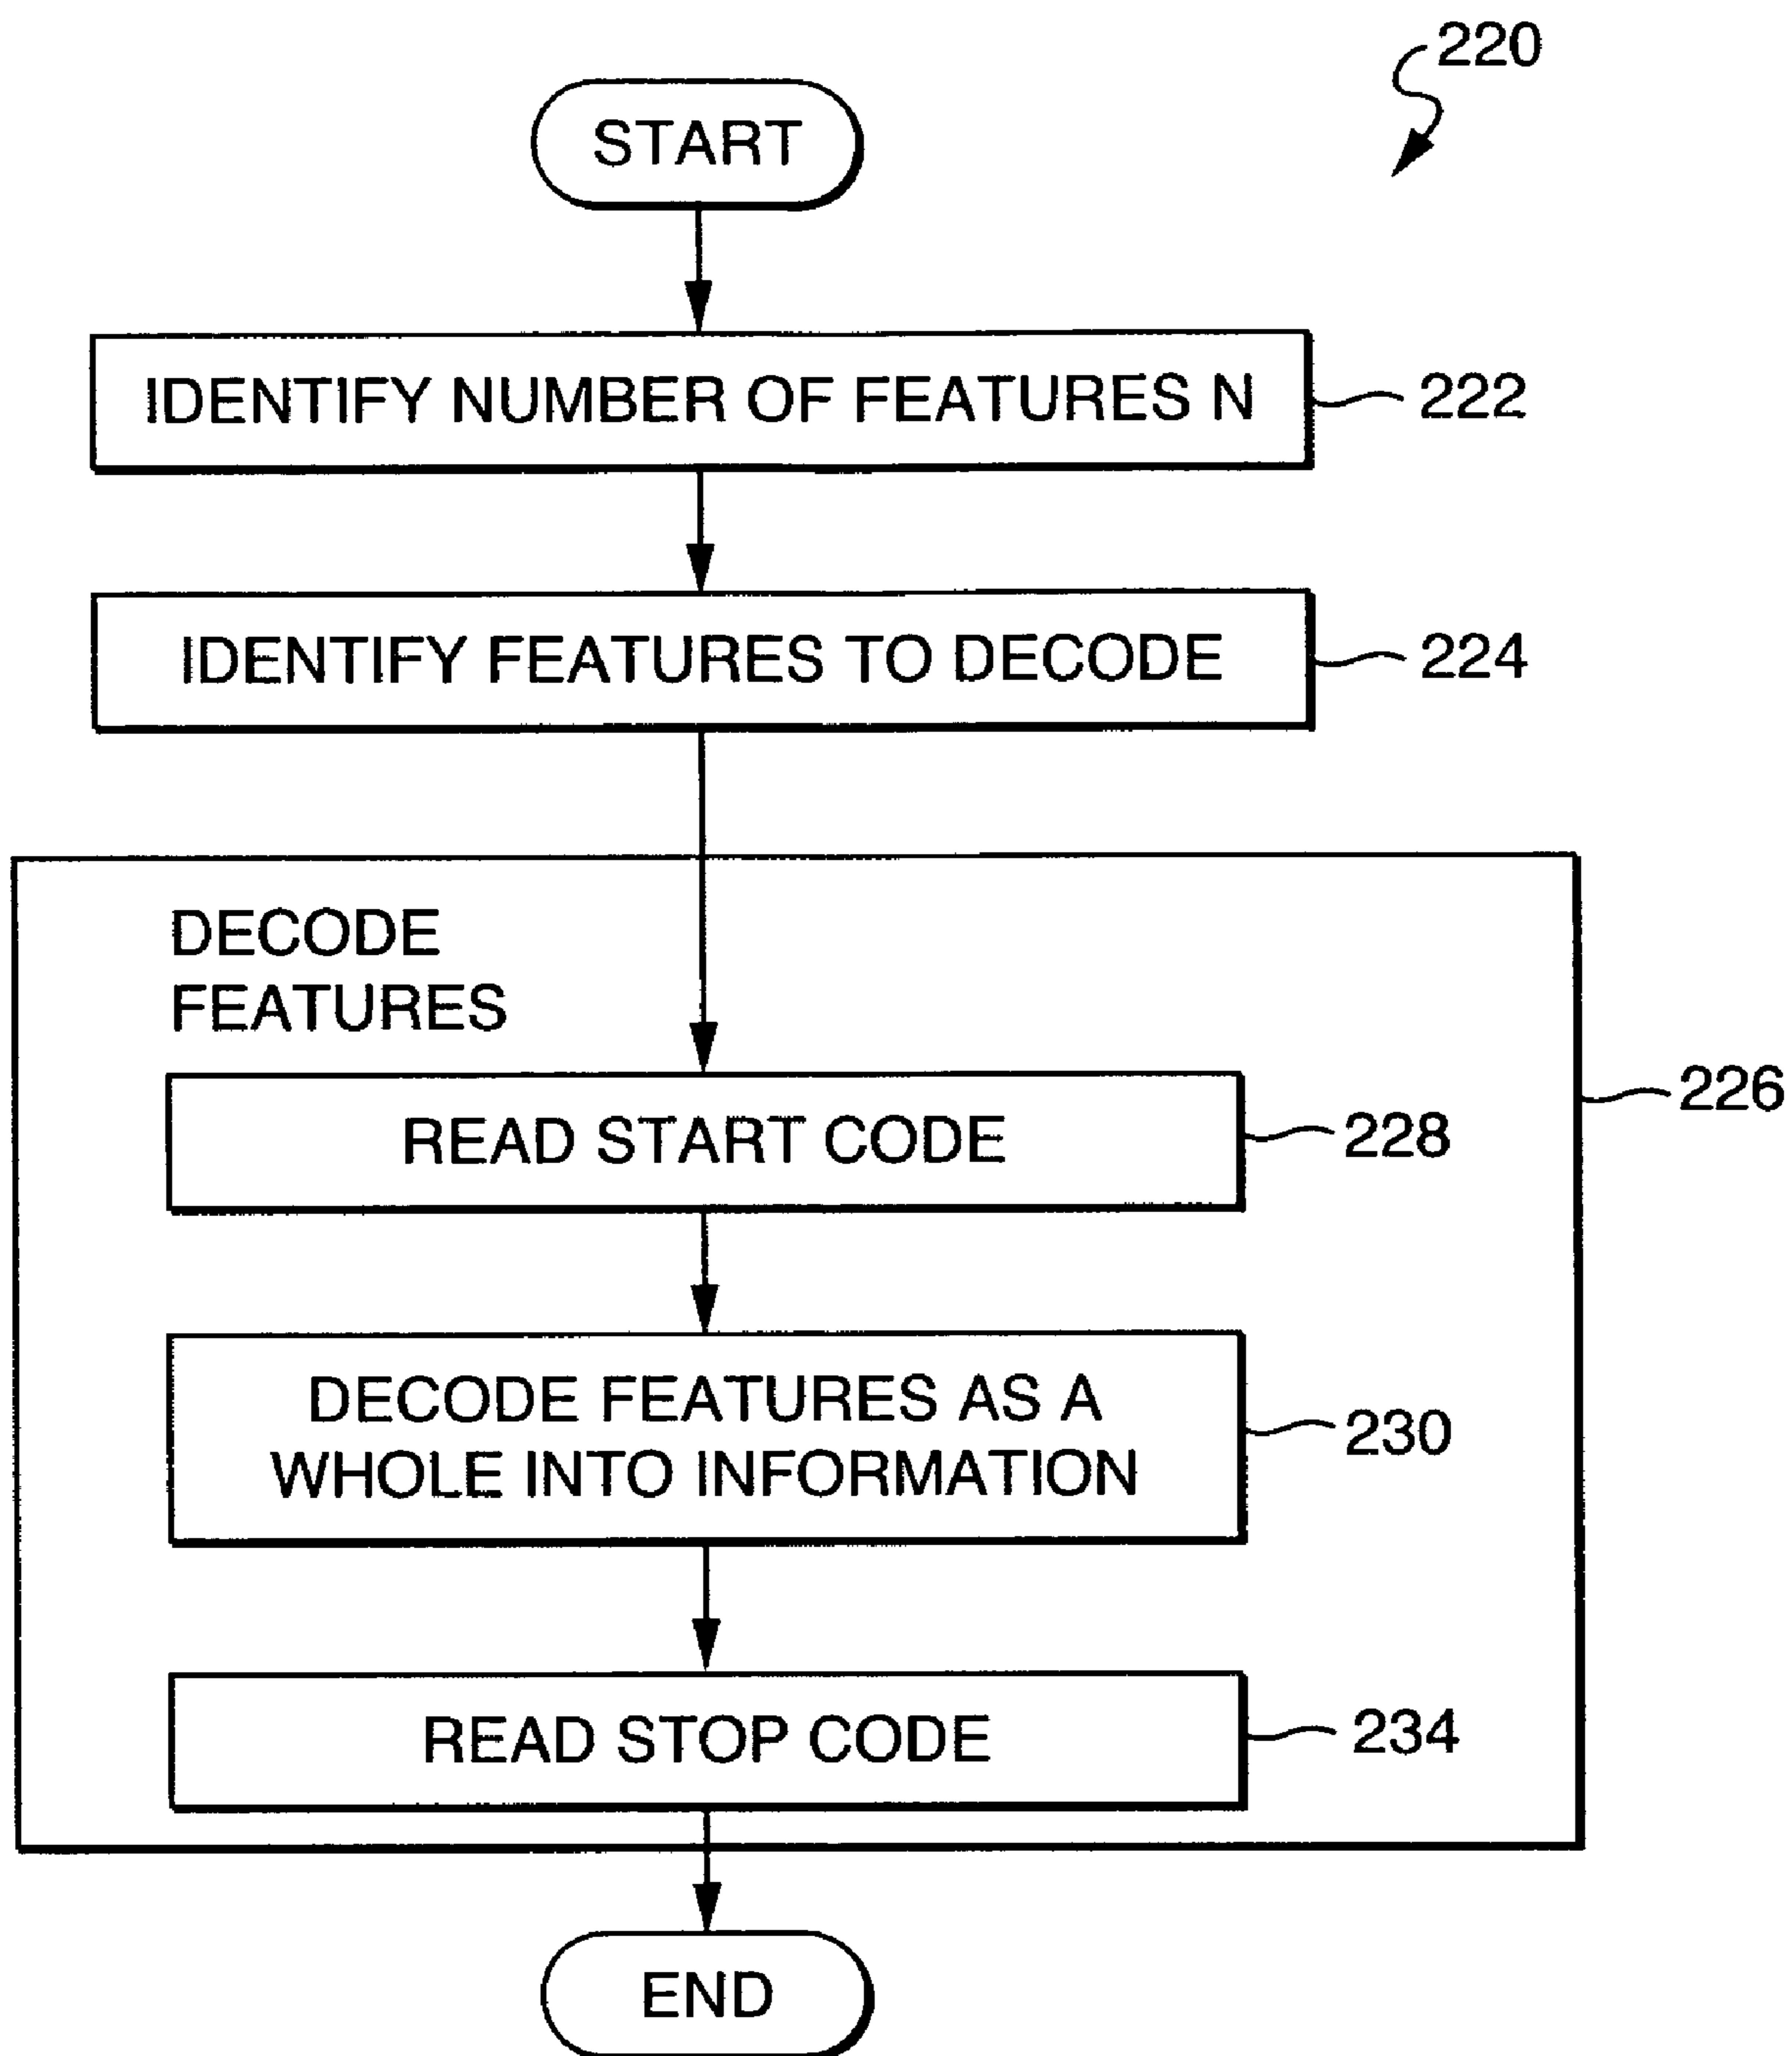 220
START
IDENTIFY NUMBER OF FEATURES N
222
IDENTIFY FEATURES TO DECODE
224
DECODE
FEATURES
226
READ START CODE
228
DECODE FEATURES AS A
WHOLE INTO INFORMATION
230
READ STOP CODE
234
END